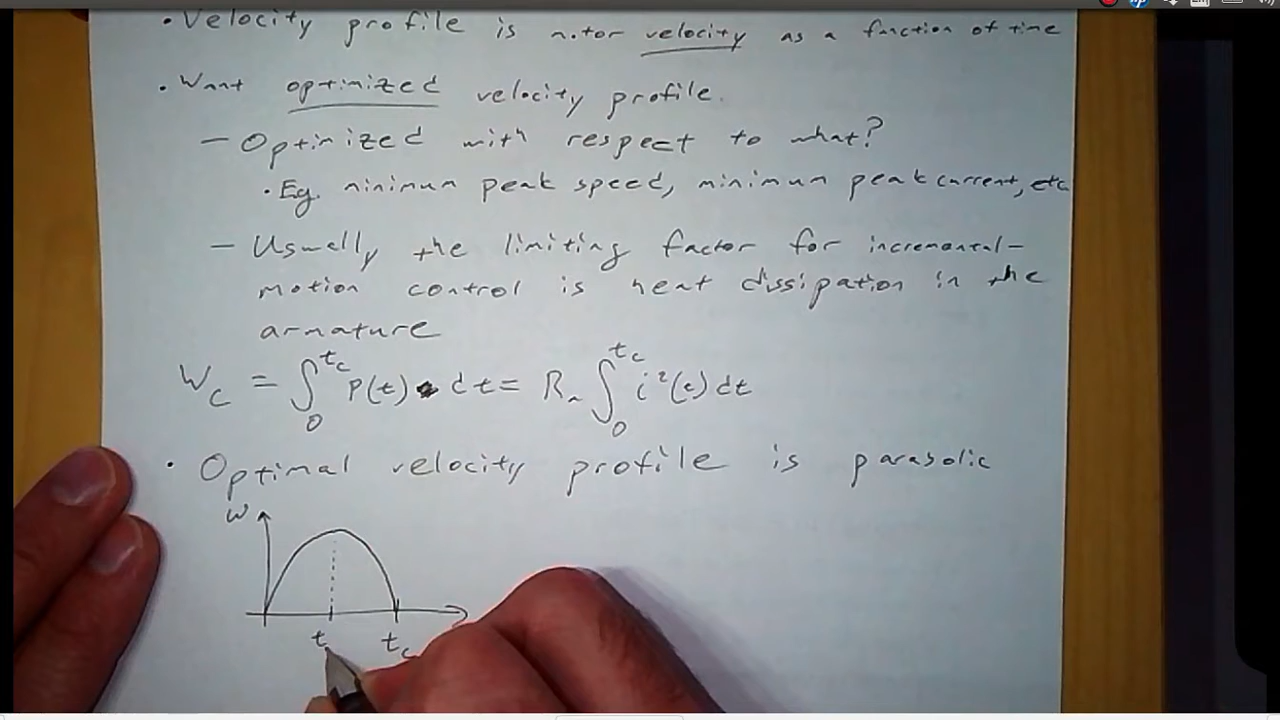 • Velocity profile is motor velocity as a function of time
• Want optimized velocity profile.
— Optimized with respect to what?
• Eg. minimum peak speed, minimum peak current, etc
— Usually the limiting factor for incremental-
motion control is heat dissipation in the
armature
W_c = ∫₀^{t_c} P(t) • dt = R_a ∫₀^{t_c} i²(t) dt
• Optimal velocity profile is parabolic
ω
t t_c